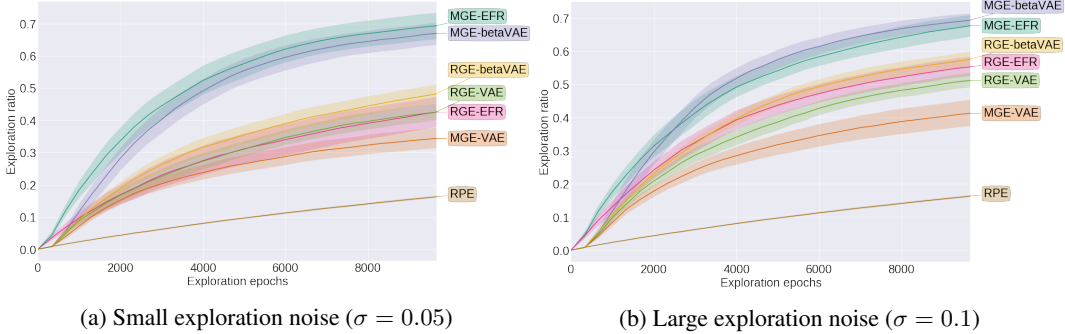 0.7
0.6
0.5
0.4
0.3
0.2
0.1
0.0
Exploration ratio
0
2000
4000
6000
8000
Exploration epochs
MGE-EFR
MGE-betaVAE
RGE-betaVAE
RGE-VAE
RGE-EFR
MGE-VAE
RPE
(a) Small exploration noise (σ = 0.05)
0.7
0.6
0.5
0.4
0.3
0.2
0.1
0.0
Exploration ratio
0
2000
4000
6000
8000
Exploration epochs
MGE-betaVAE
MGE-EFR
RGE-betaVAE
RGE-EFR
RGE-VAE
MGE-VAE
RPE
(b) Large exploration noise (σ = 0.1)